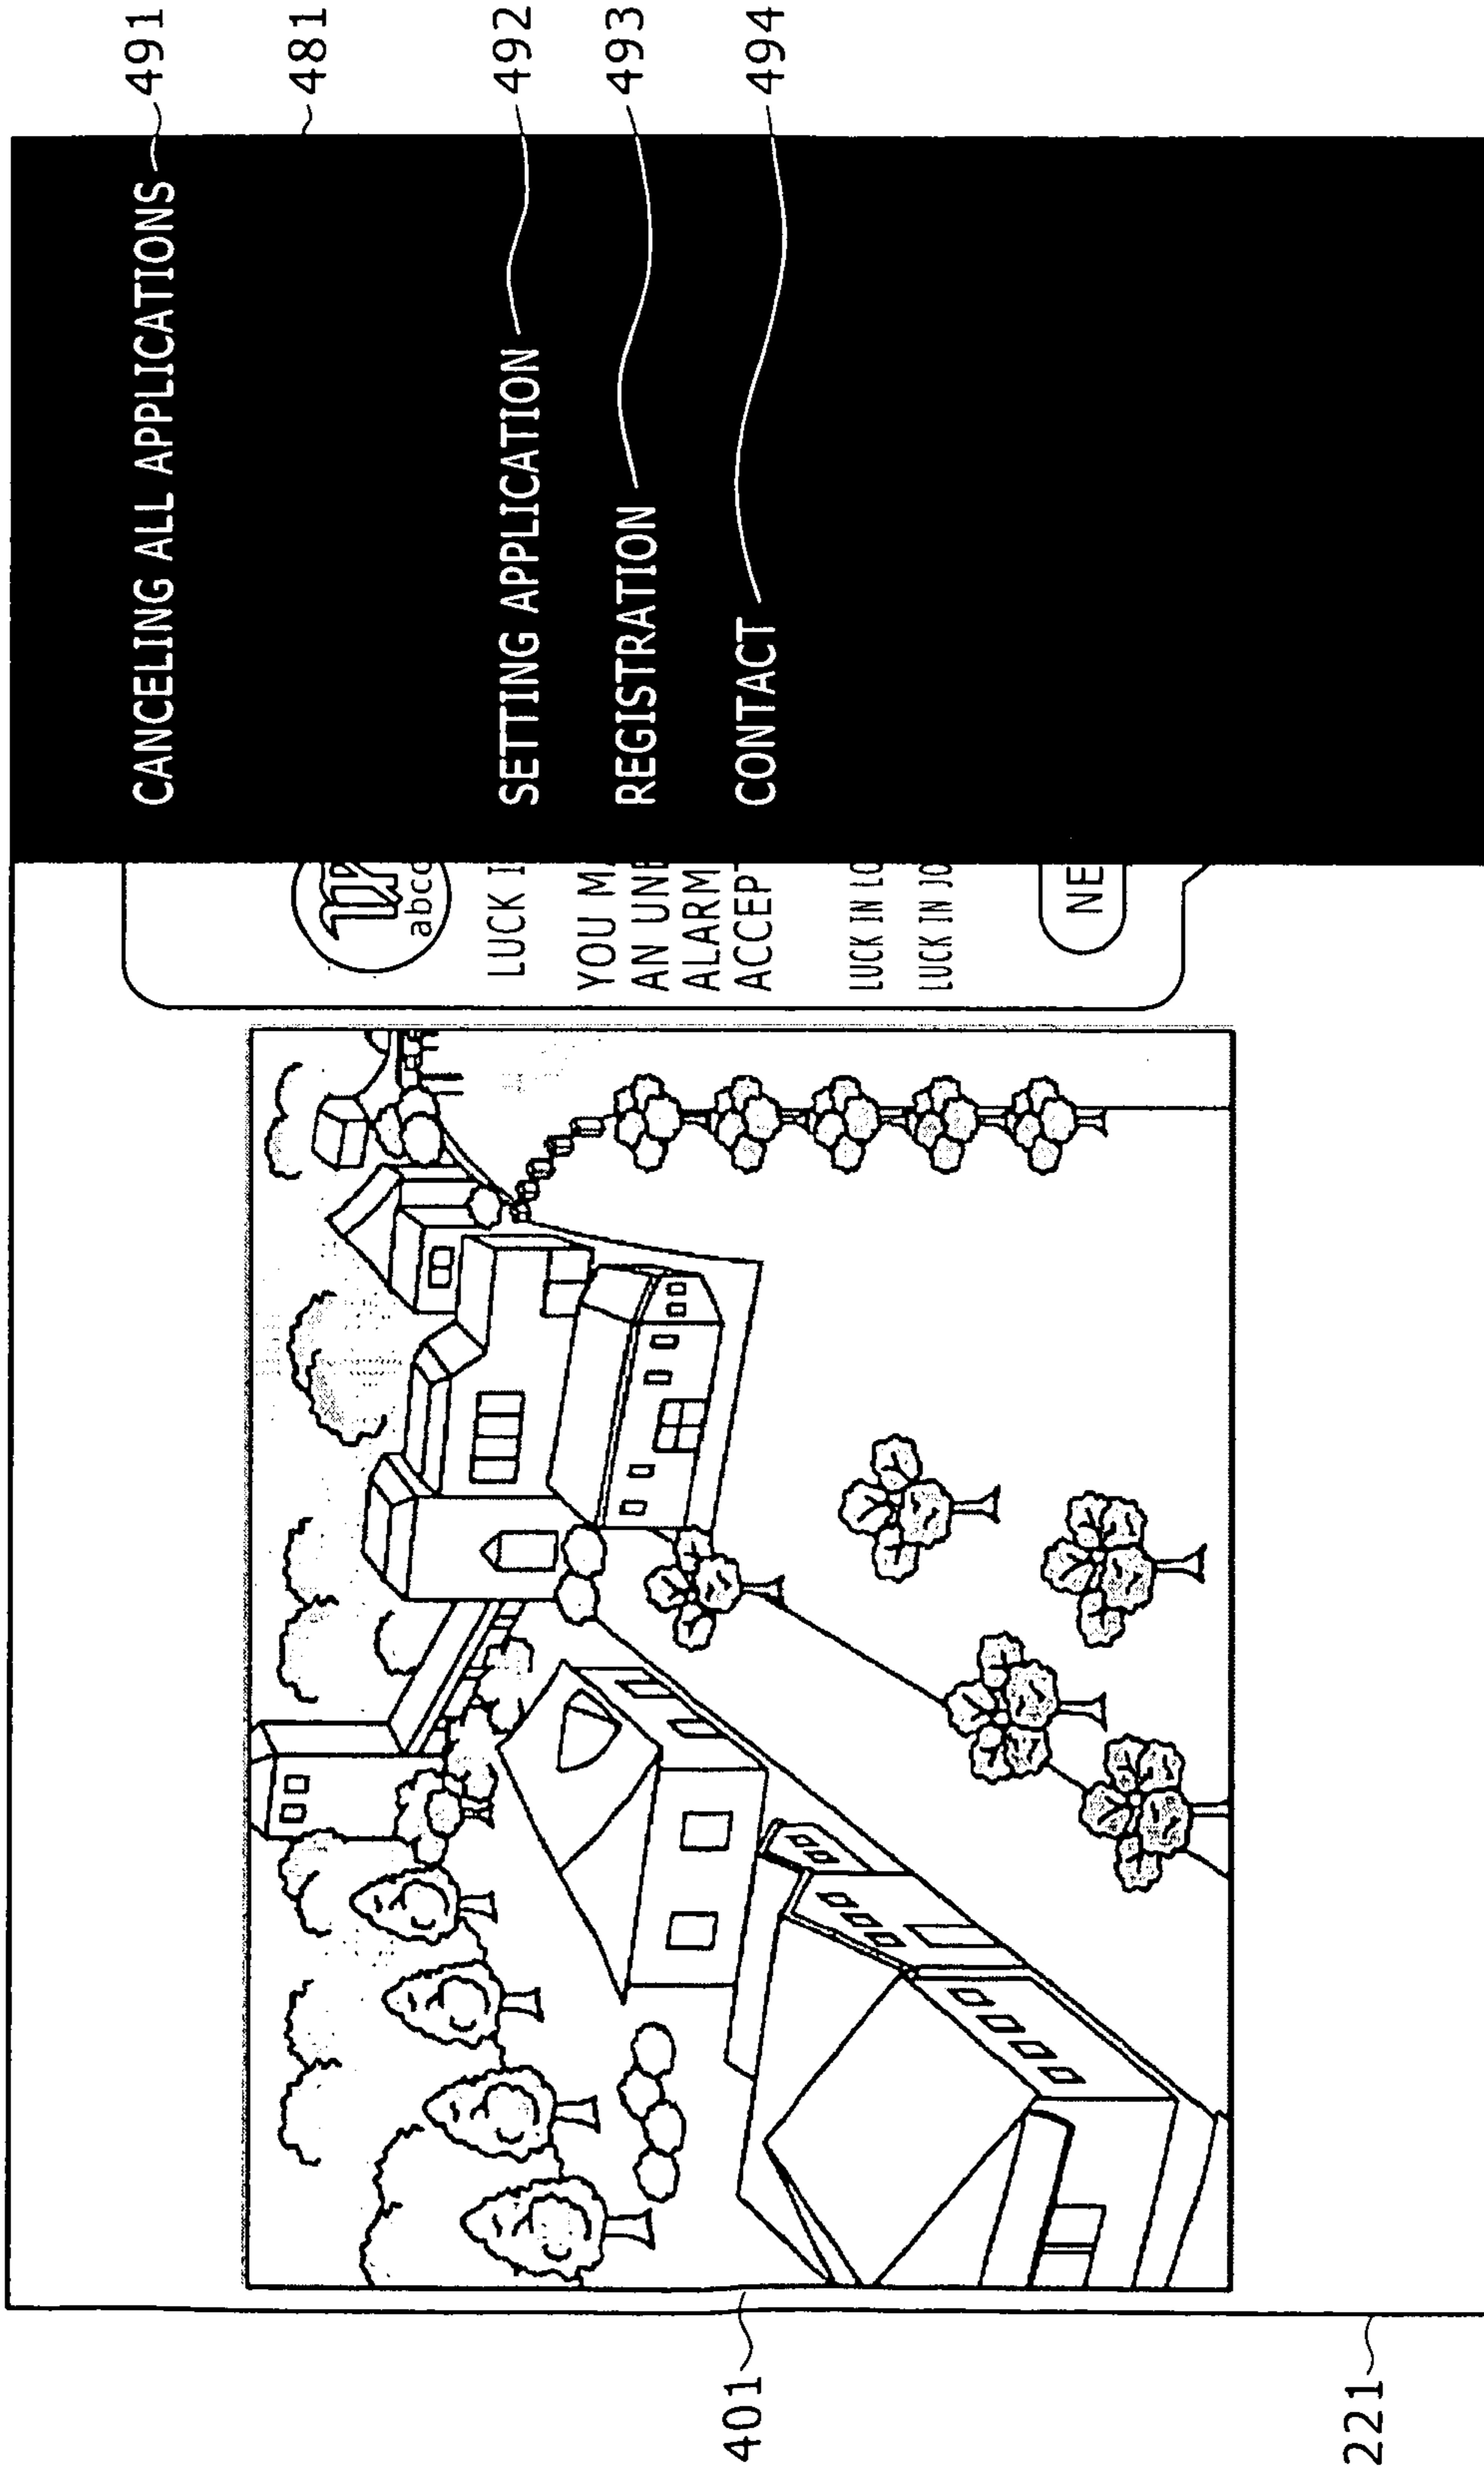 CANCELING ALL APPLICATIONS
491
481
SETTING APPLICATION
492
REGISTRATION
493
CONTACT
494
abcc
LUCK I
YOU M
AN UN
ALARM
ACCEP
LUCK IN LO
LUCK IN JO
NE
401
221